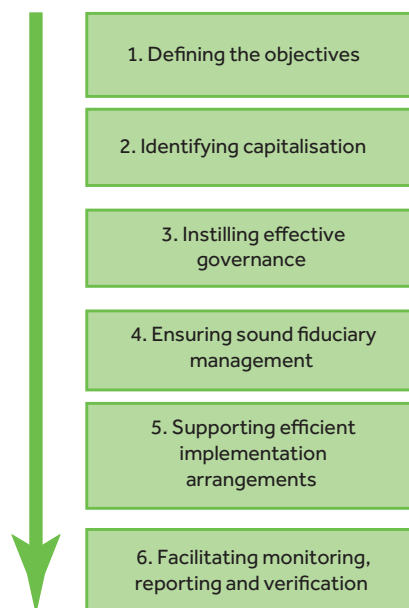 1. Defining the objectives
2. Identifying capitalisation
3. Instilling effective
governance
4. Ensuring sound fiduciary
management
5. Supporting efficient
implementation
arrangements
6. Facilitating monitoring,
reporting and verification